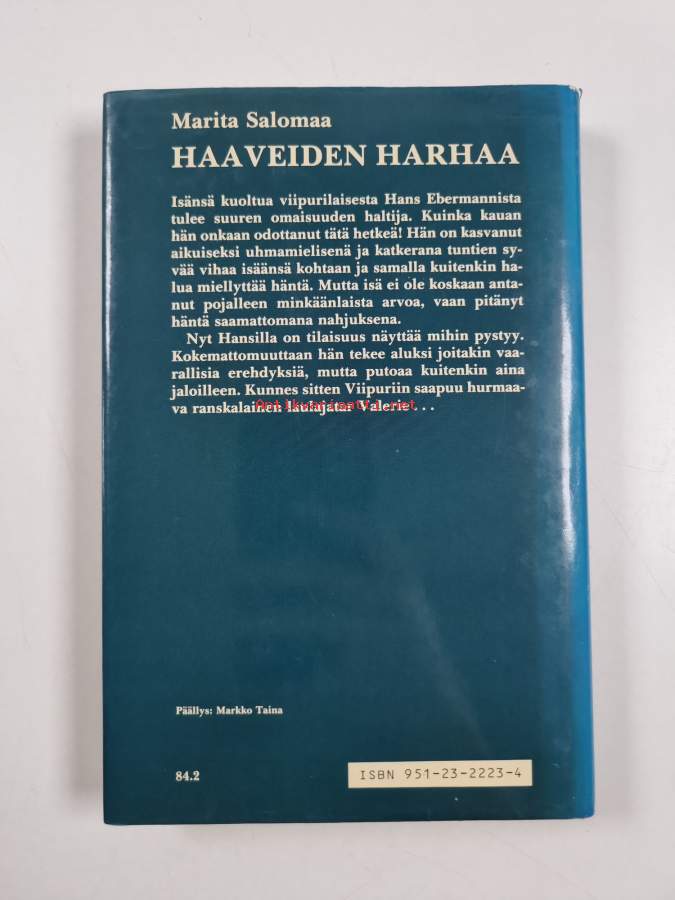 Marita Salomaa
HAAVEIDEN HARHAA
Isänsä kuoltua viipurilaisesta Hans Ebermannista
tulee suuren omaisuuden haltija. Kuinka kauan
hän onkaan odottanut tätä hetkeä! Hän on kasvanut
aikuiseksi uhmamielisenä ja katkerana tuntien sy-
vää vihaa isäänsä kohtaan ja samalla kuitenkin ha-
lua miellyttää häntä. Mutta isä ei ole koskaan anta-
nut pojalleen minkäänlaista arvoa, vaan pitänyt
häntä saamattomana nahjuksena.
Nyt Hansilla on tilaisuus näyttää mihin pystyy.
Kokemattomuuttaan hän tekee aluksi joitakin vaa-
rallisia erehdyksiä, mutta putoaa kuitenkin aina
jaloilleen. Kunnes sitten Viipuriin saapuu hurmaa-
va ranskalainen laulajatar Valerie ...
Antikvariaatti.net
Päällys: Markko Taina
84.2
ISBN 951-23-2223-4